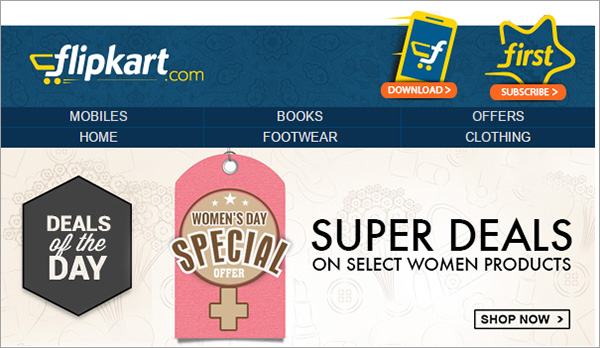 flipkart.com
f
DOWNLOAD >
first
SUBSCRIBE >
MOBILES BOOKS OFFERS
HOME FOOTWEAR CLOTHING
DEALS
of the
DAY
WOMEN'S DAY
SPECIAL
OFFER
SUPER DEALS
ON SELECT WOMEN PRODUCTS
SHOP NOW >